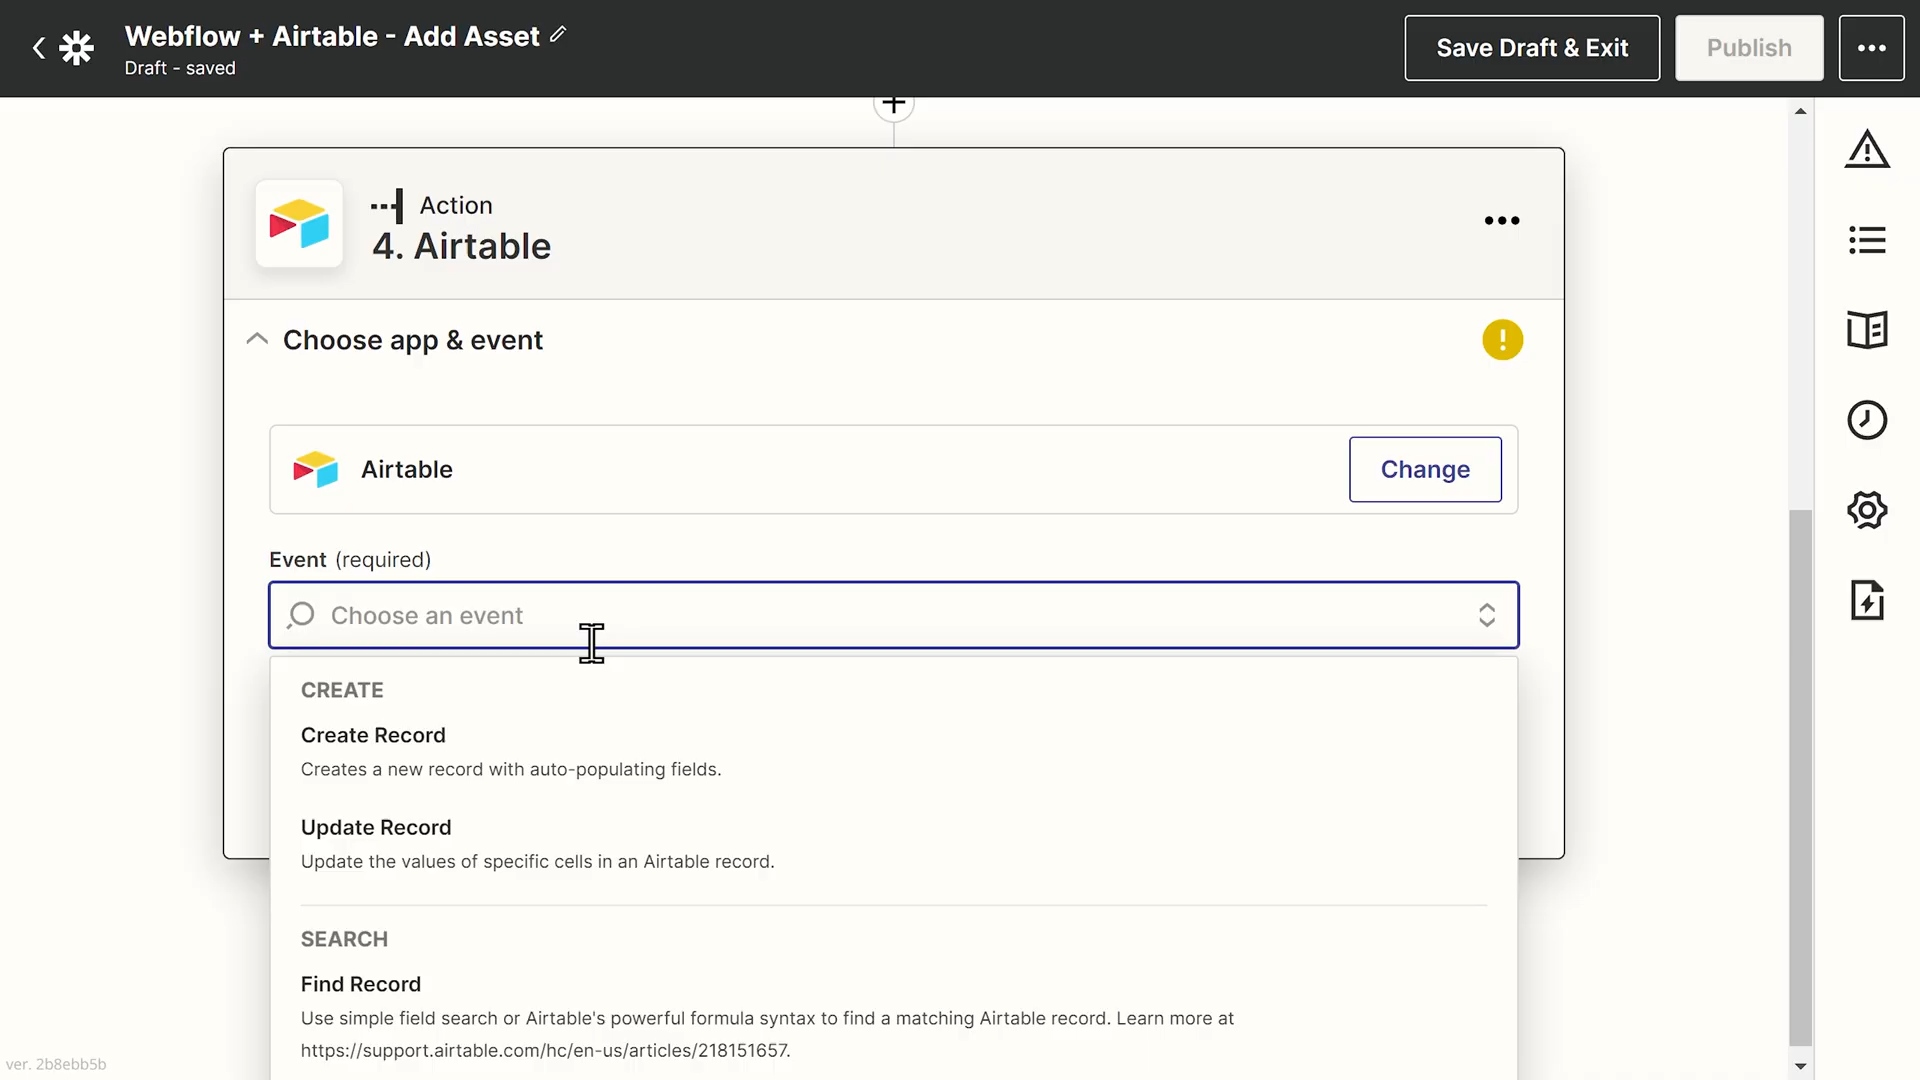 Webflow + Airtable - Add Asset
Draft - saved
Save Draft & Exit
Publish
Action
4. Airtable
Choose app & event
Airtable
Change
Event (required)
Choose an event
CREATE
Create Record
Creates a new record with auto-populating fields.
Update Record
Update the values of specific cells in an Airtable record.
SEARCH
Find Record
Use simple field search or Airtable's powerful formula syntax to find a matching Airtable record. Learn more at
https://support.airtable.com/hc/en-us/articles/218151657.
ver. 2b8ebb5b